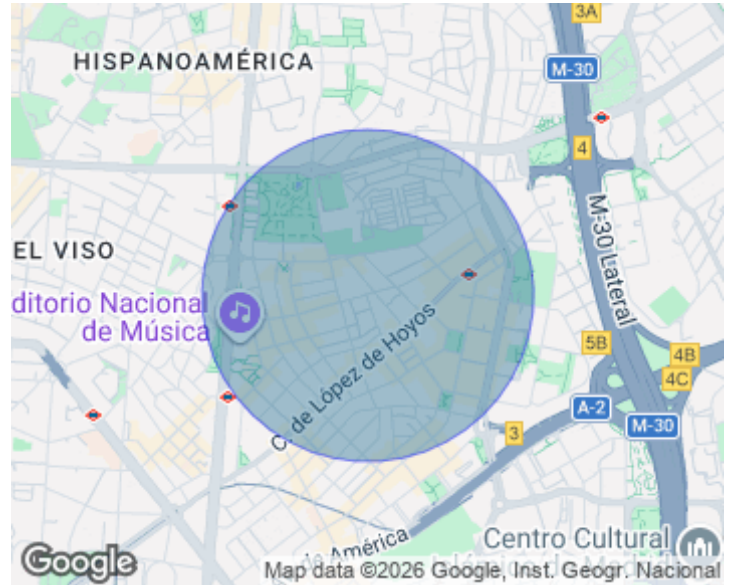 3A
HISPANOAMÉRICA
M-30
4
M-30 Lateral
EL VISO
ditorio Nacional
de Música
C. de López de Hoyos
5B
4B
4C
A-2
M-30
3
de América
Centro Cultural
Google
Map data ©2026 Google, Inst. Geogr. Nacional